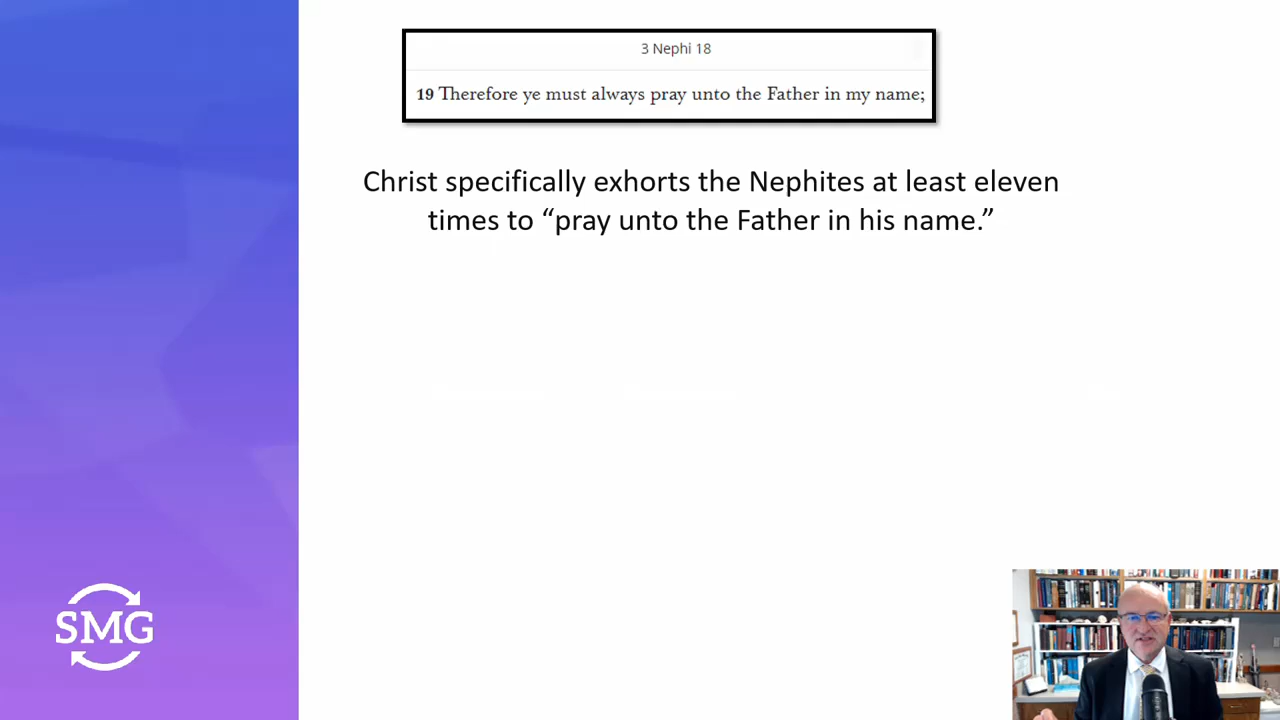 3 Nephi 18
19 Therefore ye must always pray unto the Father in my name;
Christ specifically exhorts the Nephites at least eleven
times to “pray unto the Father in his name.”
SMG